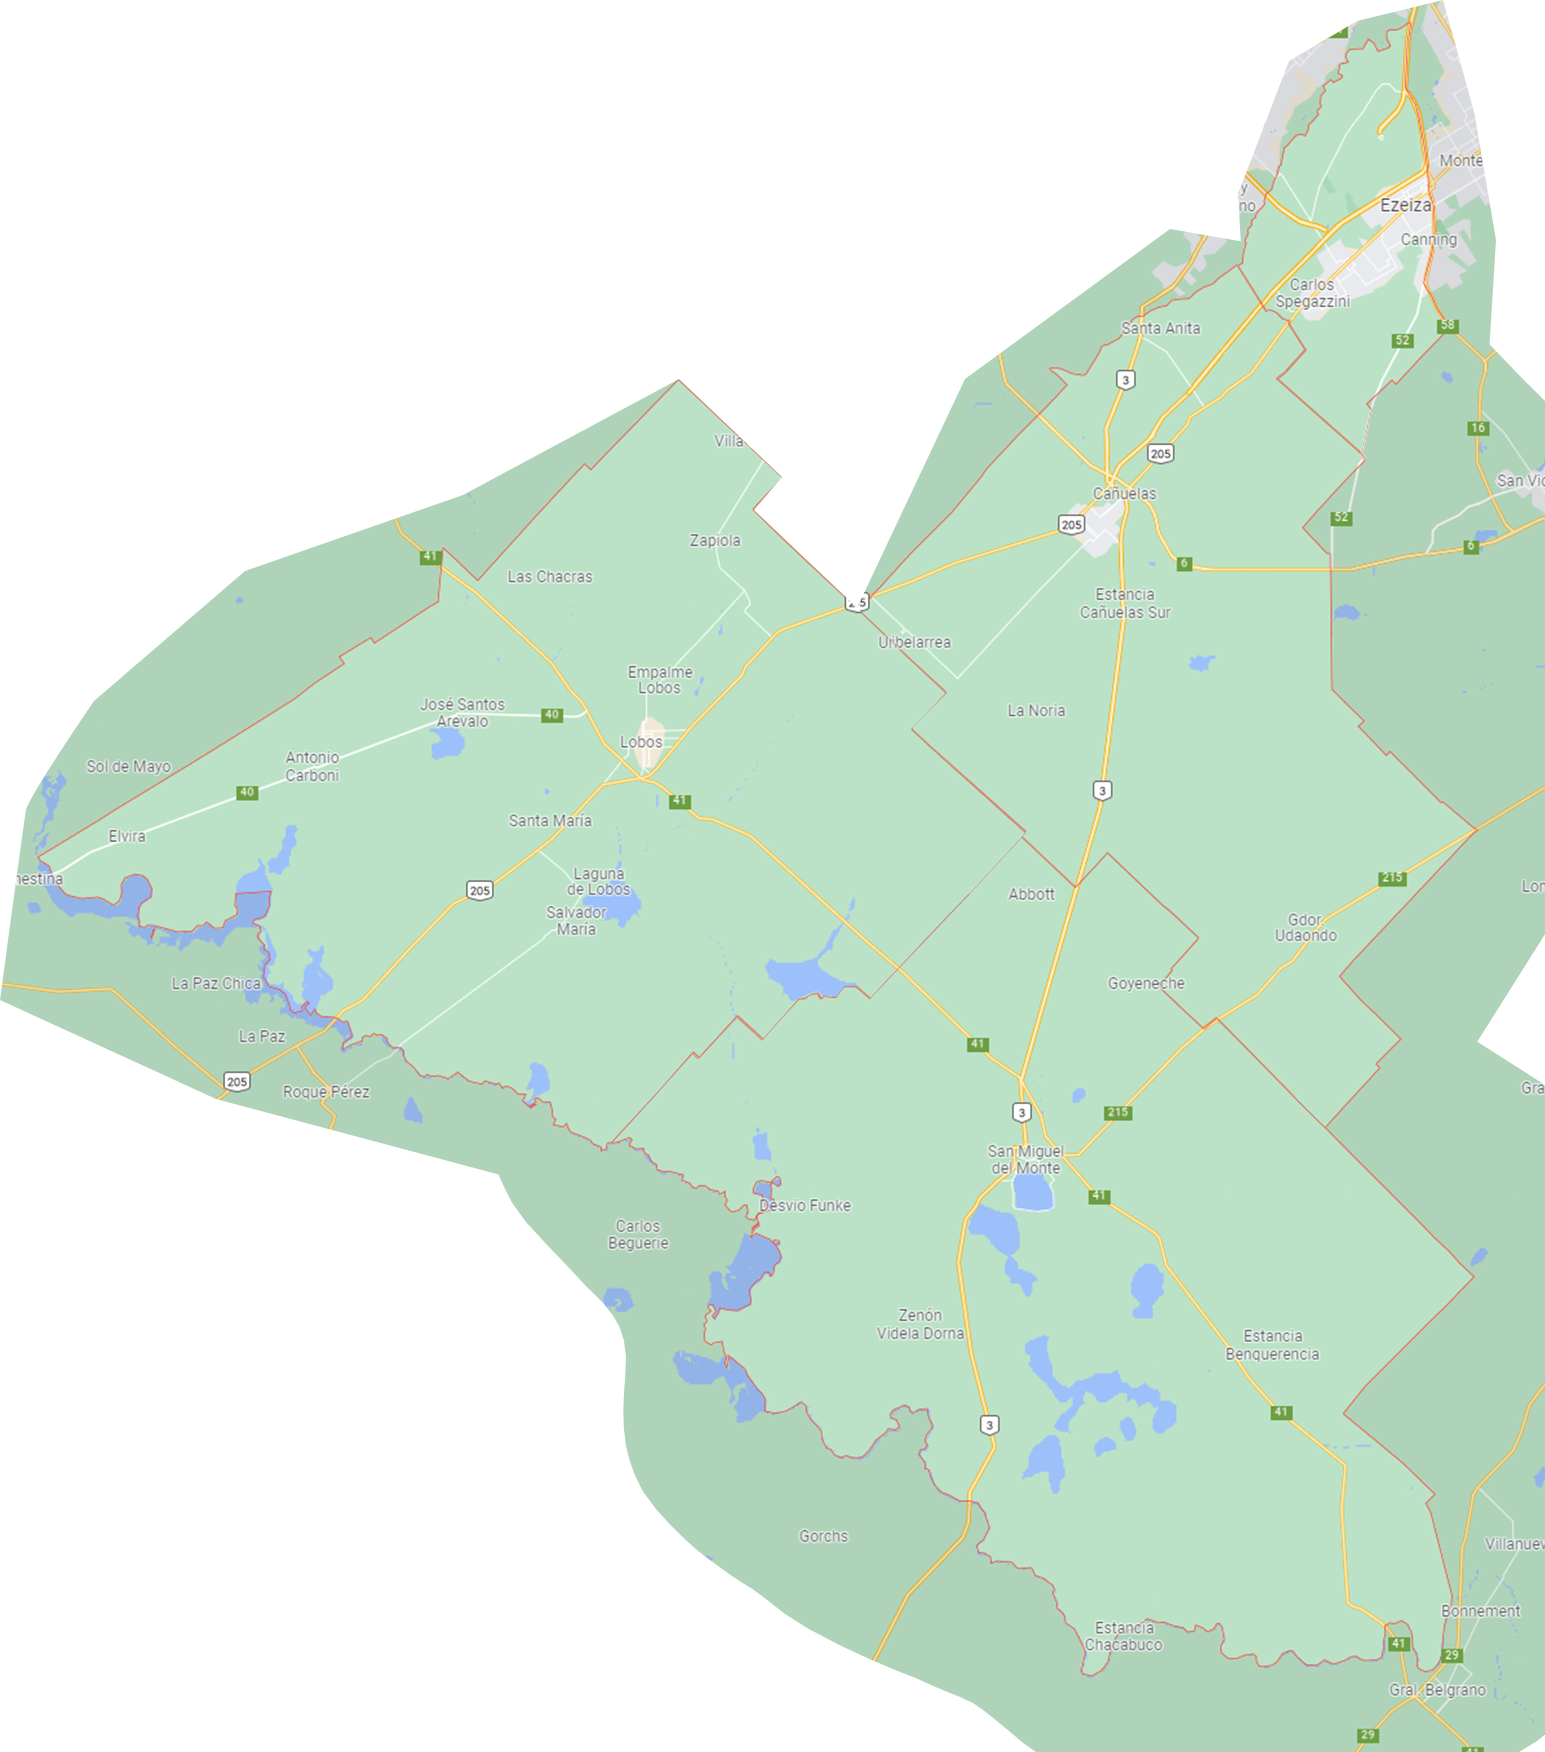 Monte
Ezeiza
Canning
Carlos
Spegazzini
58
Santa Anita
52
3
16
Villa
205
San Vic
Cañuelas
52
205
Zapiola
6
41
6
Las Chacras
Estancia
Cañuelas Sur
Uribelarrea
Empalme
Lobos
José Santos
Arevalo
40
La Noria
Lobos
Antonio
Carboni
Sol de Mayo
40
3
41
Santa María
Elvira
nestina
Laguna
de Lobos
205
Abbott
215
Lon
Salvador
María
Gdor
Udaondo
La Paz Chica
Goyeneche
La Paz
41
205
Roque Pérez
Gra
3
215
San Miguel
del Monte
41
Desvio Funke
Carlos
Beguerie
Zenón
Videla Dorna
Estancia
Benquerencia
41
3
Gorchs
Villanuev
Bonnement
Estancia
Chacabuco
41
29
Gral. Belgrano
29